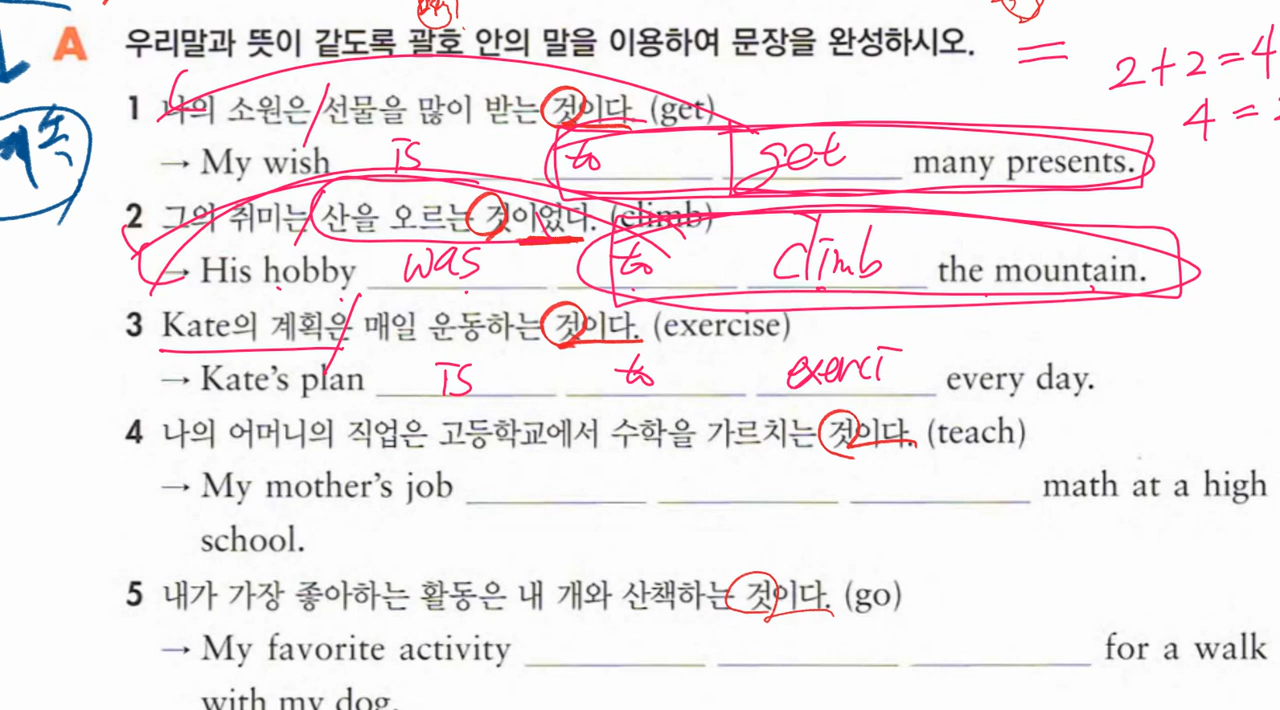 A 우리말과 뜻이 같도록 괄호 안의 말을 이용하여 문장을 완성하시오.
=
2+2=4
4=
1 나의 소원은 선물을 많이 받는 것이다. (get)
→ My wish is to get many presents.
2 그의 취미는 산을 오르는 것이었다. (climb)
→ His hobby was to climb the mountain.
3 Kate의 계획은 매일 운동하는 것이다. (exercise)
→ Kate's plan is to exerci every day.
4 나의 어머니의 직업은 고등학교에서 수학을 가르치는 것이다. (teach)
→ My mother's job math at a high
school.
5 내가 가장 좋아하는 활동은 내 개와 산책하는 것이다. (go)
→ My favorite activity for a walk
with my dog.